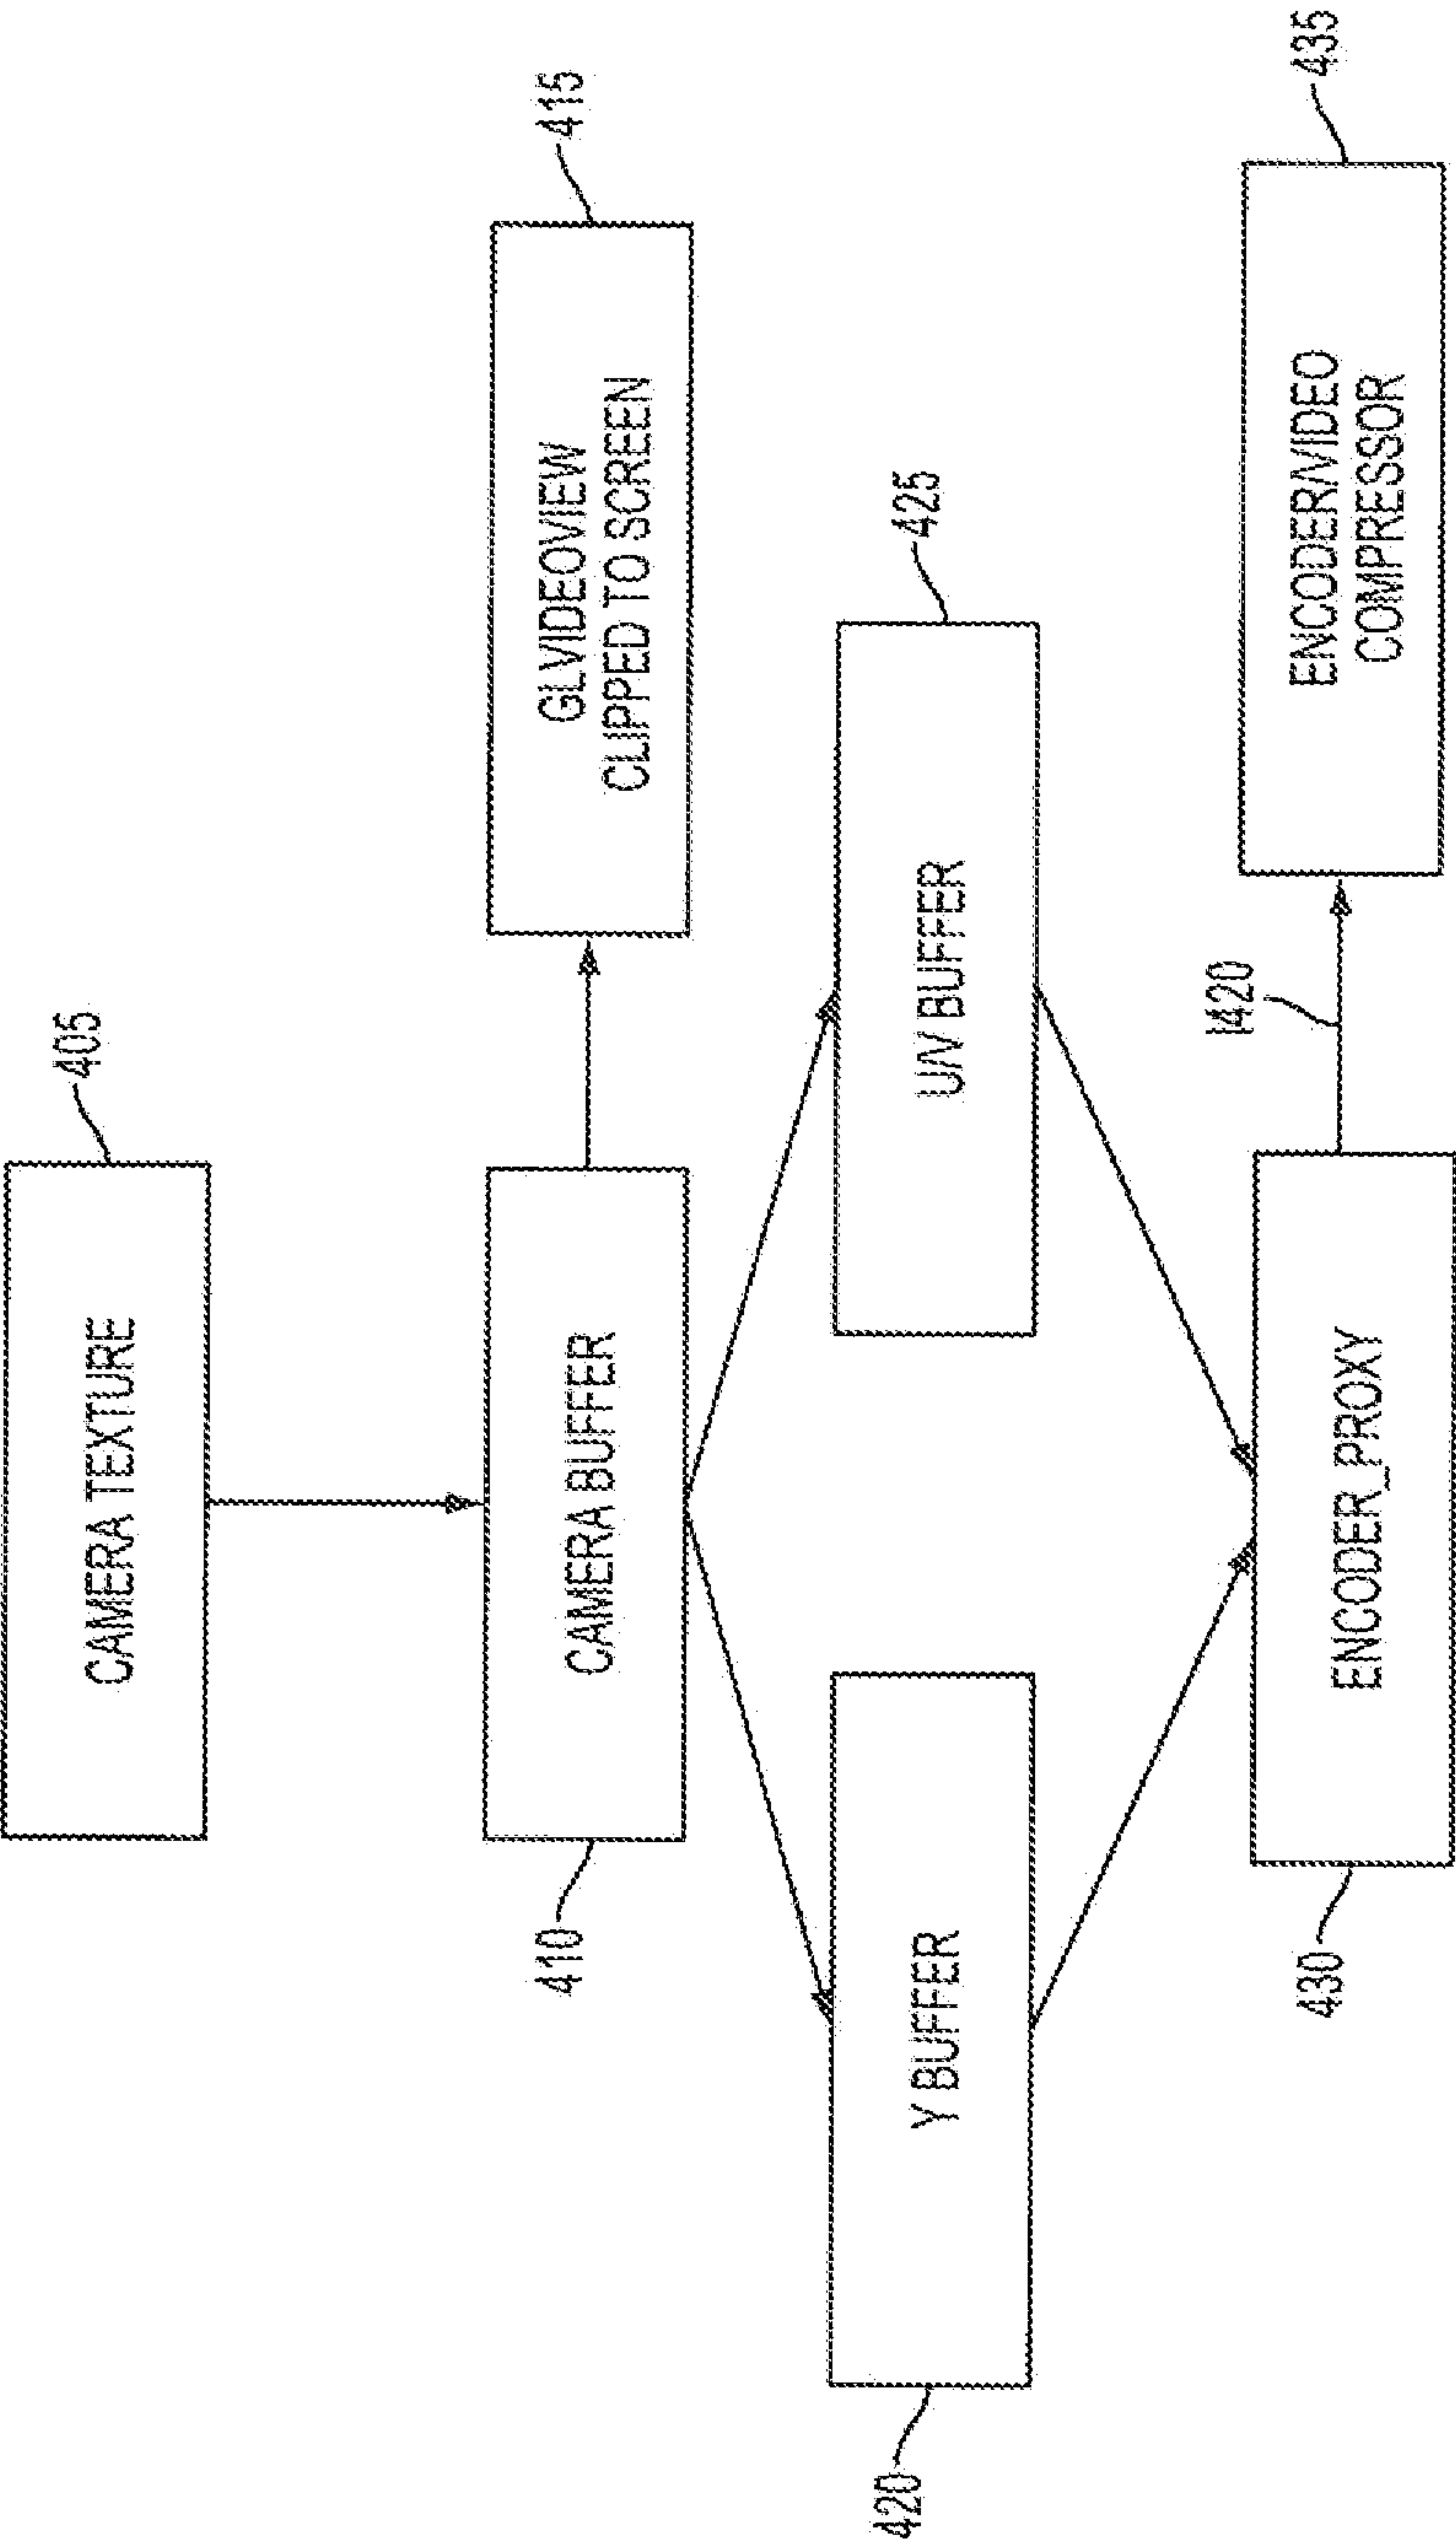 CAMERA TEXTURE
405
CAMERA BUFFER
410
GLVIDEOVIEW
CLIPPED TO SCREEN
415
Y BUFFER
420
U/V BUFFER
425
ENCODER_PROXY
430
I420
ENCODER/VIDEO
COMPRESSOR
435